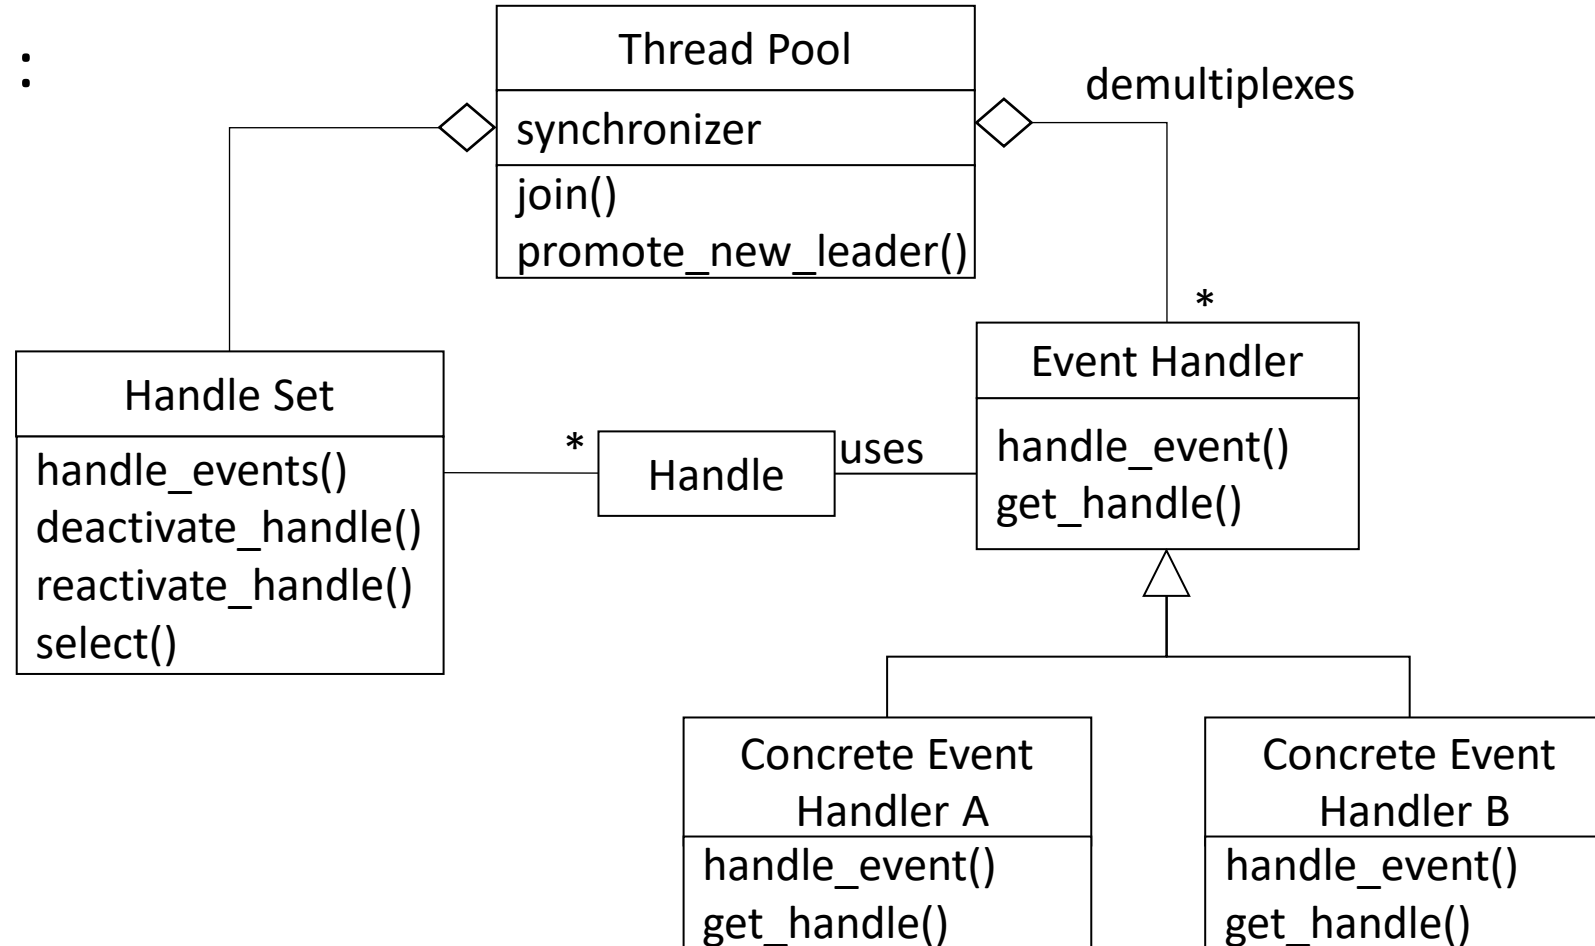 :
Thread Pool
synchronizer
join()
promote_new_leader()
demultiplexes
*
Handle Set
handle_events()
deactivate_handle()
reactivate_handle()
select()
*
Handle
uses
Event Handler
handle_event()
get_handle()
Concrete Event
Handler A
handle_event()
get_handle()
Concrete Event
Handler B
handle_event()
get_handle()